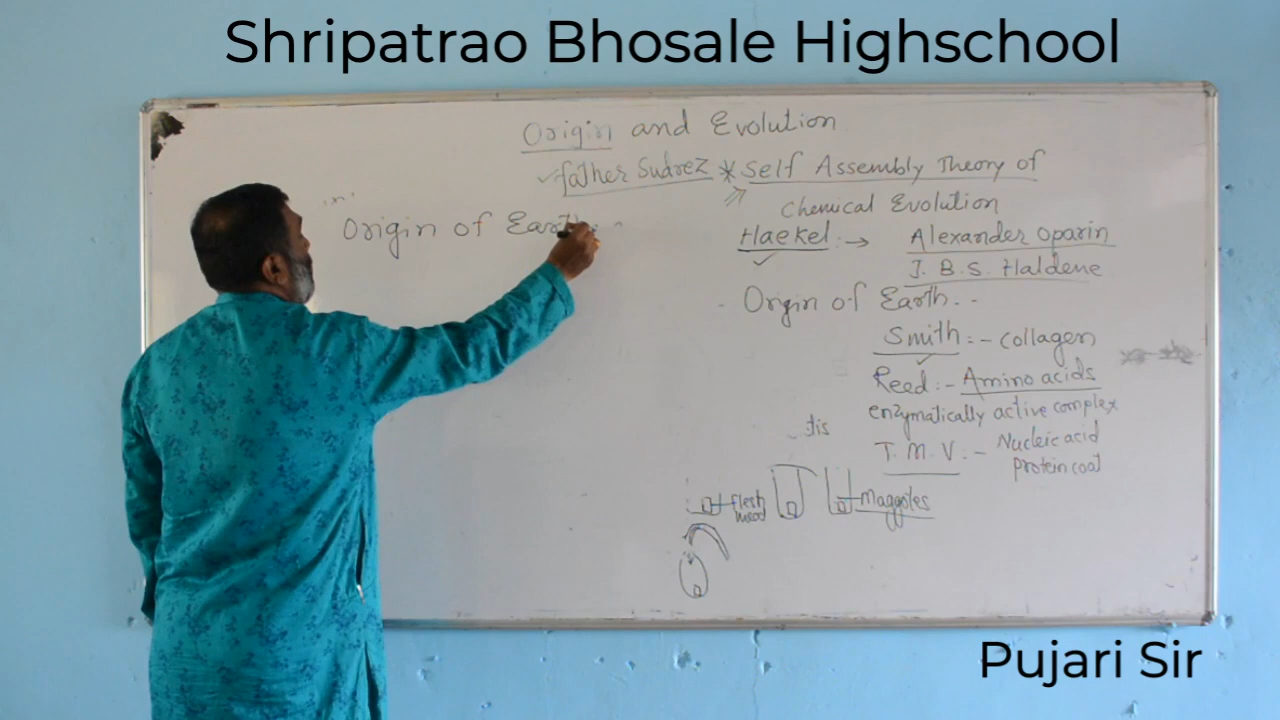 Shripatrao Bhosale Highschool
Origin and Evolution
father Suarez * Self Assembly Theory of
Chemical Evolution
Origin of Earth
Haekel :→ Alexander oparin
J. B. S. Haldene
Origin of Earth. -
Smith : - collagen
Reed : - Amino acids
enzymatically active complex
tis
T. M. V : - Nucleic acid
protein coat
flesh
Maggotes
Pujari Sir